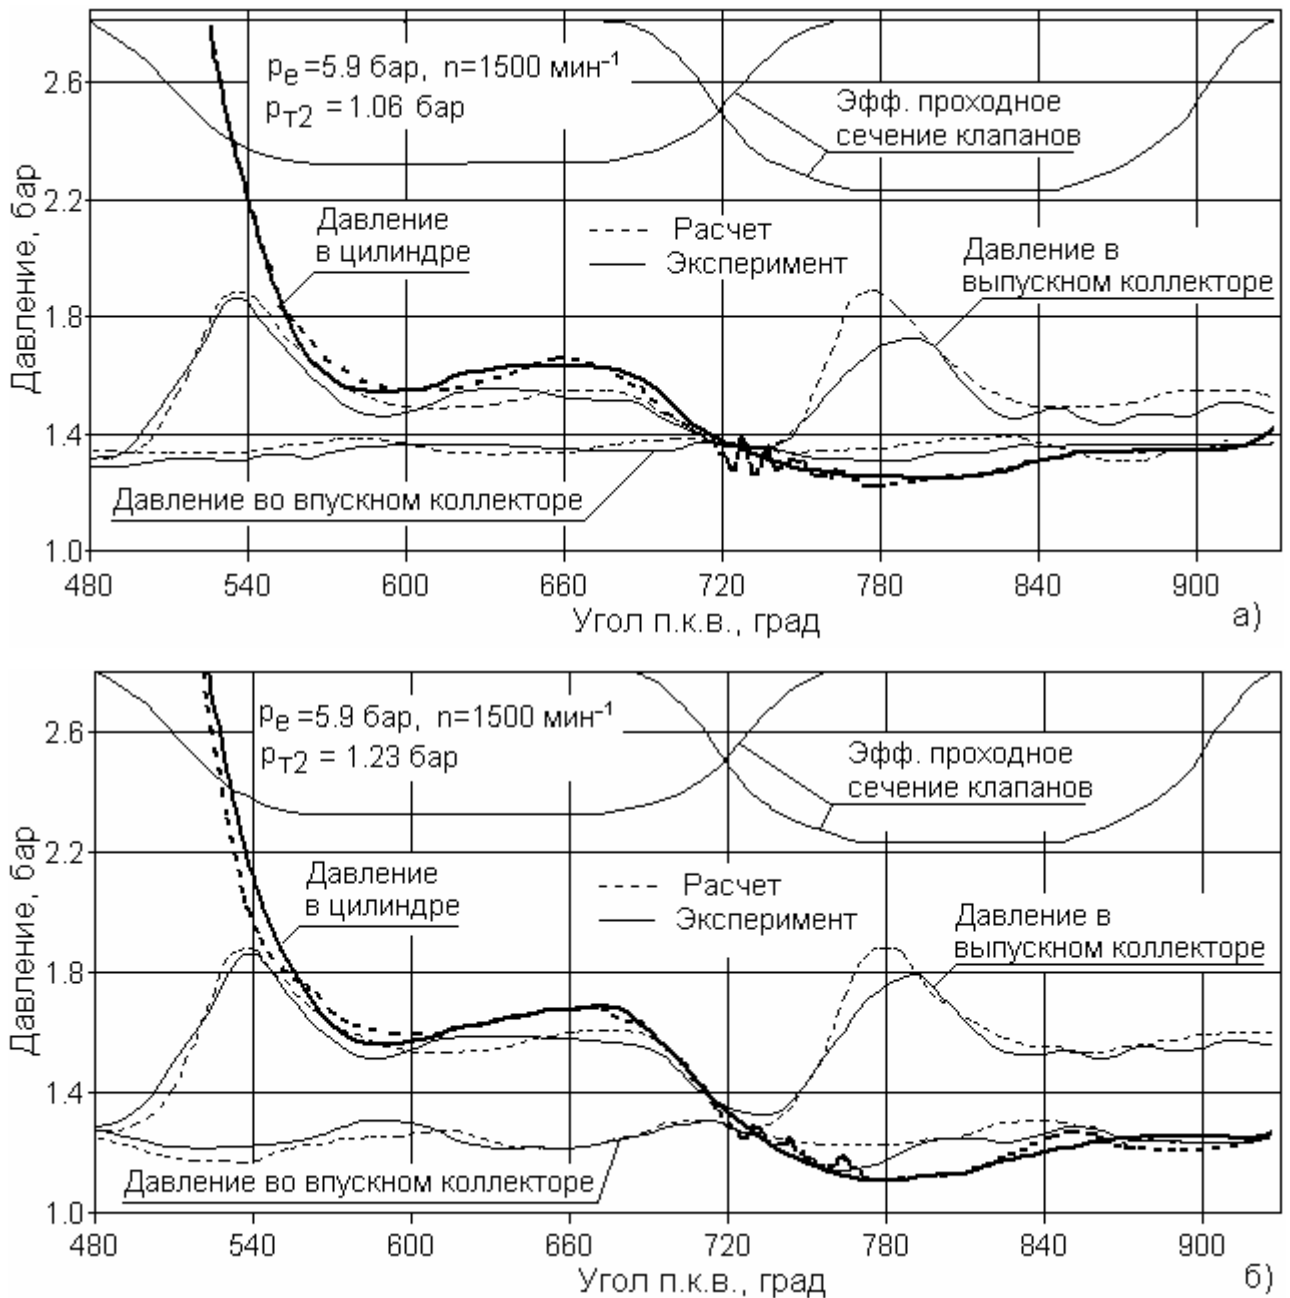 pe =5.9 бар, n=1500 мин-1
pТ2 = 1.06 бар
Эфф. проходное
сечение клапанов
Давление
в цилиндре
Расчет
Эксперимент
Давление в
выпускном коллекторе
Давление во впускном коллекторе
Давление, бар
2.6
2.2
1.8
1.4
1.0
480 540 600 660 720 780 840 900
Угол п.к.в., град
а)
pe =5.9 бар, n=1500 мин-1
pТ2 = 1.23 бар
Эфф. проходное
сечение клапанов
Давление
в цилиндре
Расчет
Эксперимент
Давление в
выпускном коллекторе
Давление во впускном коллекторе
Давление, бар
2.6
2.2
1.8
1.4
1.0
480 540 600 660 720 780 840 900
Угол п.к.в., град
б)